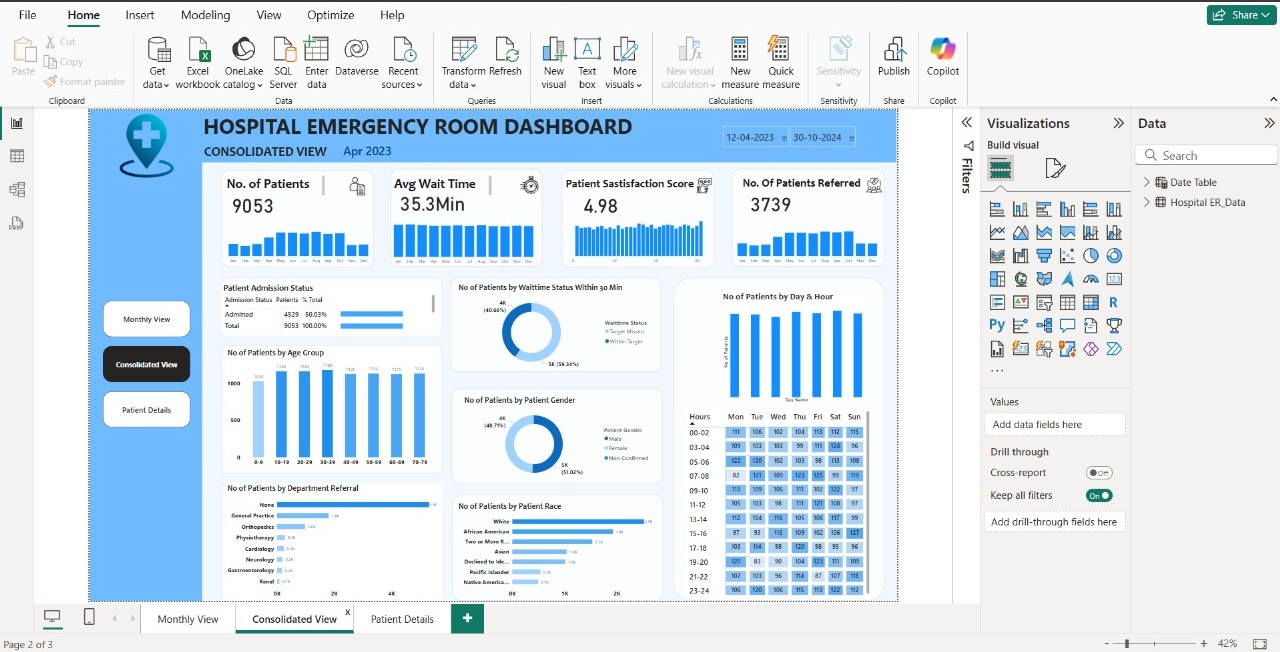 File Home Insert Modeling View Optimize Help Share
Paste
Cut
Copy
Format painter
Clipboard
Get data
Excel workbook
OneLake catalog
SQL Server
Enter data
Dataverse
Recent sources
Data
Transform data
Refresh
Queries
New visual
Text box
More visuals
Insert
New visual calculation
New measure
Quick measure
Calculations
Sensitivity
Sensitivity
Publish
Share
Copilot
Copilot
HOSPITAL EMERGENCY ROOM DASHBOARD
CONSOLIDATED VIEW Apr 2023
12-04-2023 30-10-2024
No. of Patients
9053
Avg Wait Time
35.3Min
Patient Sastisfaction Score
4.98
No. Of Patients Referred
3739
Monthly View
Consolidated View
Patient Details
Patient Admission Status
Admission Status Patients % Total
Admitted 4529 50.03%
Total 9053 100.00%
No of Patients by Age Group
1000
500
0
0-9 10-19 20-29 30-39 40-49 50-59 60-69 70-79
No of Patients by Department Referral
None
General Practice
Orthopedics
Physiotherapy
Cardiology
Neurology
Gastroenterology
Renal
0K 2K 4K
No of Patients by Waittime Status Within 30 Min
4K
(40.66%)
5K (59.34%)
Waittime Status
Target Missed
Within Target
No of Patients by Patient Gender
4K
(48.71%)
5K
(51.02%)
Patient Gender
Male
Female
Non Confirmed
No of Patients by Patient Race
White
African American
Two or More R...
Asian
Declined to Ide...
Pacific Islander
Native America...
0K 1K 2K
No of Patients by Day & Hour
No of Patients
Day Name
Hours Mon Tue Wed Thu Fri Sat Sun
00-02 111 106 102 104 113 112 115
03-04 109 103 103 99 111 124 96
05-06 122 120 102 103 98 113 108
07-08 82 121 109 123 125 99 119
09-10 113 109 106 111 102 122 97
11-12 105 103 98 111 121 108 97
13-14 112 104 116 105 106 117 99
15-16 97 93 115 109 102 106 127
17-18 103 114 98 120 98 95 96
19-20 120 83 90 104 123 111 109
21-22 107 103 96 114 87 107 118
23-24 106 120 106 115 113 122 112
Filters
Visualizations
Build visual
123
R
Py
...
Values
Add data fields here
Drill through
Cross-report Off
Keep all filters On
Add drill-through fields here
Data
Search
Date Table
Hospital ER_Data
Monthly View Consolidated View X Patient Details +
Page 2 of 3
- + 42%